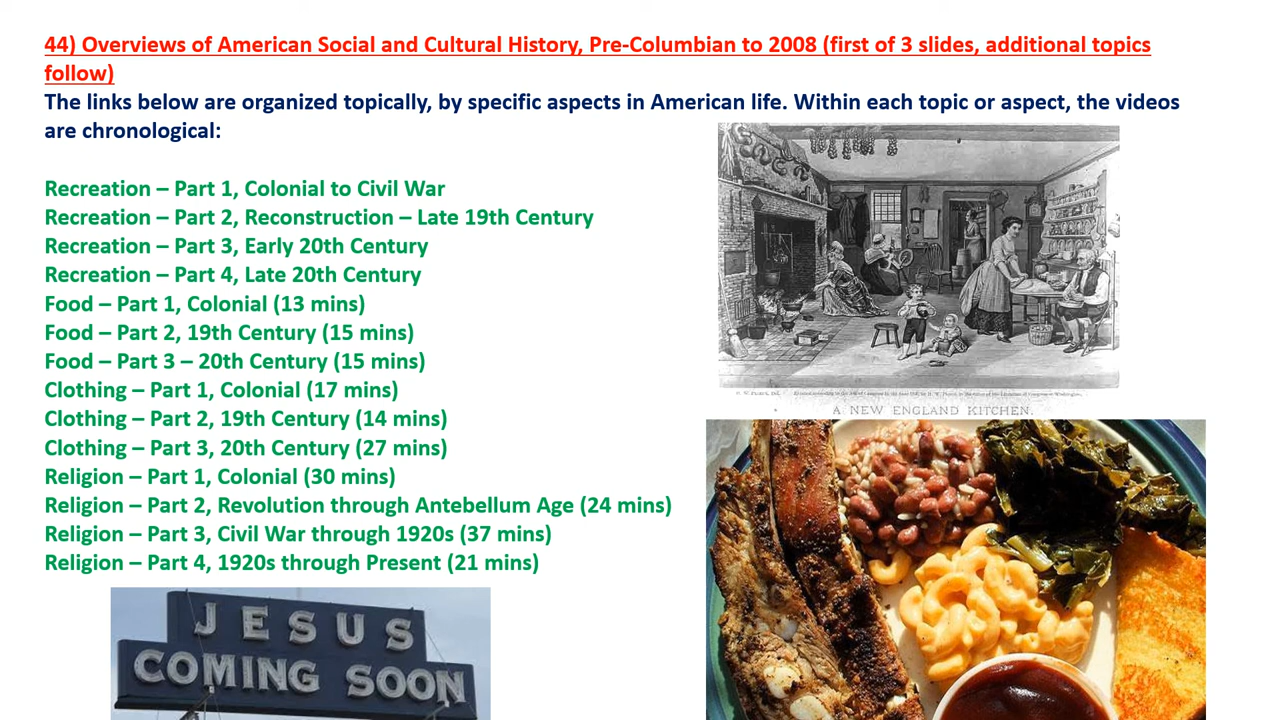 44) Overviews of American Social and Cultural History, Pre-Columbian to 2008 (first of 3 slides, additional topics
follow)
The links below are organized topically, by specific aspects in American life. Within each topic or aspect, the videos
are chronological:
Recreation – Part 1, Colonial to Civil War
Recreation – Part 2, Reconstruction – Late 19th Century
Recreation – Part 3, Early 20th Century
Recreation – Part 4, Late 20th Century
Food – Part 1, Colonial (13 mins)
Food – Part 2, 19th Century (15 mins)
Food – Part 3 – 20th Century (15 mins)
Clothing – Part 1, Colonial (17 mins)
Clothing – Part 2, 19th Century (14 mins)
Clothing – Part 3, 20th Century (27 mins)
Religion – Part 1, Colonial (30 mins)
Religion – Part 2, Revolution through Antebellum Age (24 mins)
Religion – Part 3, Civil War through 1920s (37 mins)
Religion – Part 4, 1920s through Present (21 mins)
A NEW ENGLAND KITCHEN.
JESUS
COMING SOON